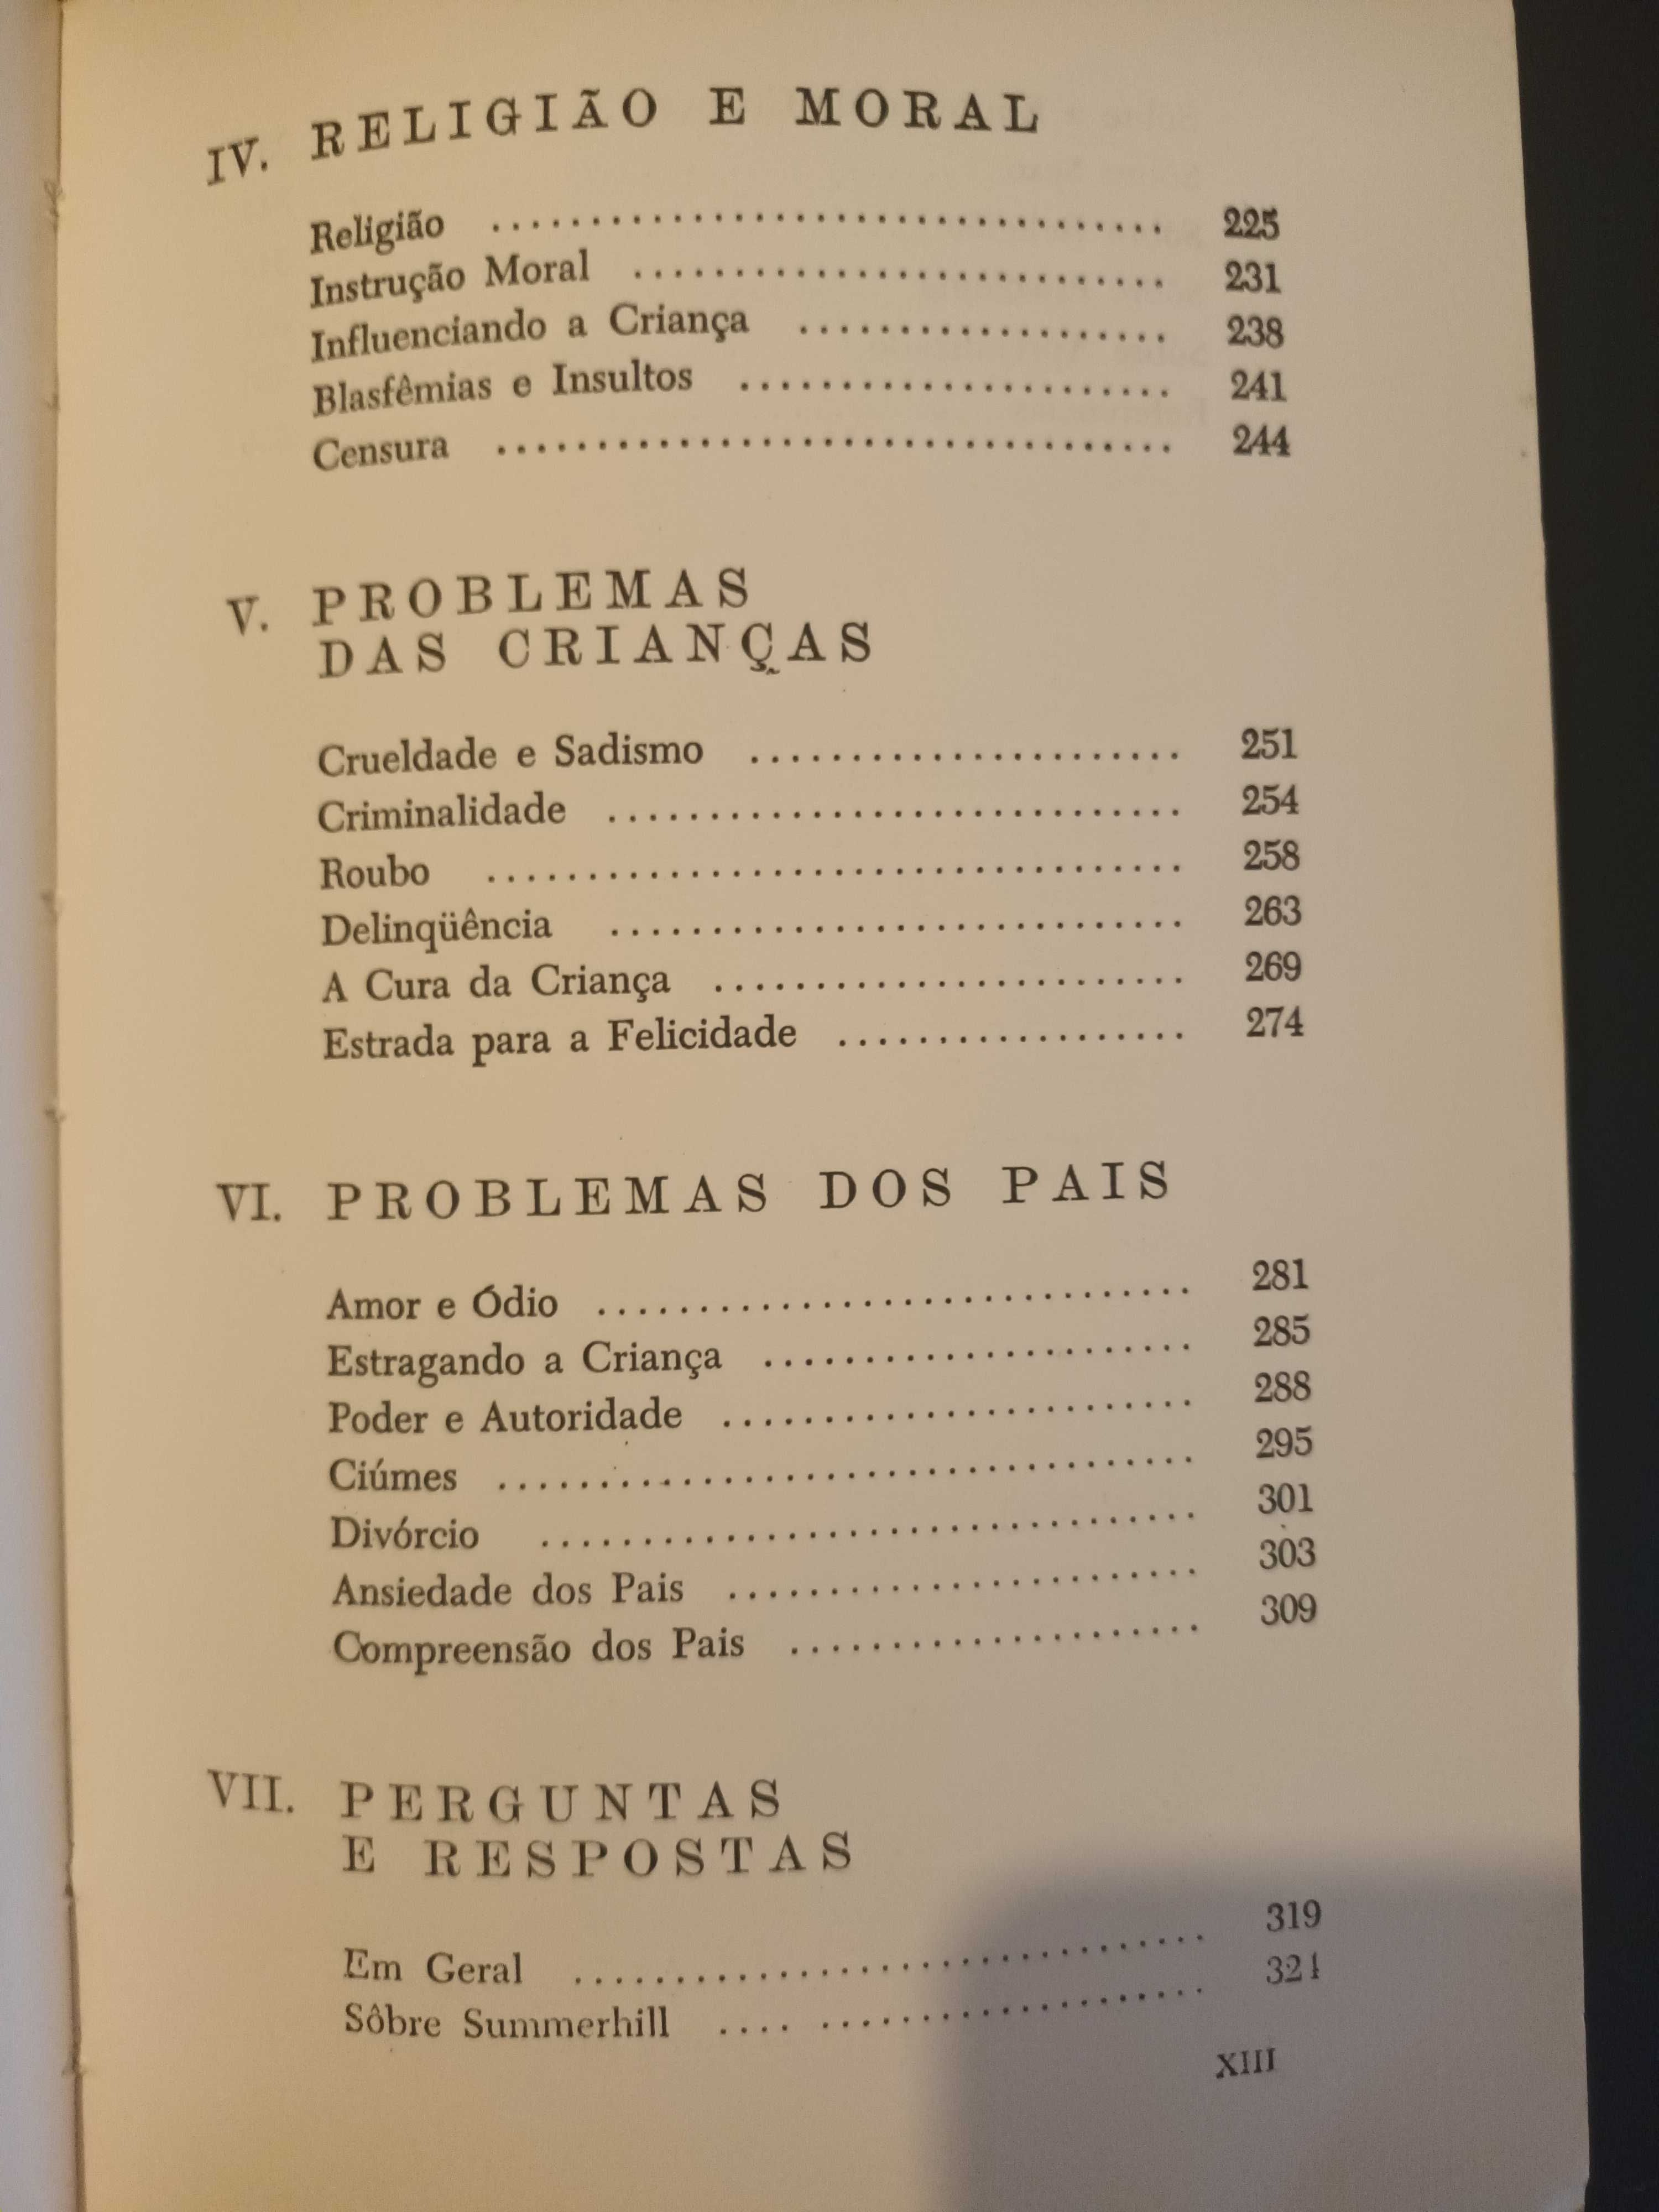 IV. RELIGIÃO E MORAL
Religião .................................. 225
Instrução Moral ........................... 231
Influenciando a Criança ................... 238
Blasfêmias e Insultos ...................... 241
Censura .................................. 244
V. PROBLEMAS
DAS CRIANÇAS
Crueldade e Sadismo ...................... 251
Criminalidade ............................. 254
Roubo ................................... 258
Delinqüência ............................. 263
A Cura da Criança ........................ 269
Estrada para a Felicidade .................. 274
VI. PROBLEMAS DOS PAIS
Amor e Ódio .............................. 281
Estragando a Criança ...................... 285
Poder e Autoridade ........................ 288
Ciúmes ................................... 295
Divórcio ................................. 301
Ansiedade dos Pais ........................ 303
Compreensão dos Pais ..................... 309
VII. PERGUNTAS
E RESPOSTAS
Em Geral ................................ 319
Sôbre Summerhill .... ................... 321
XIII